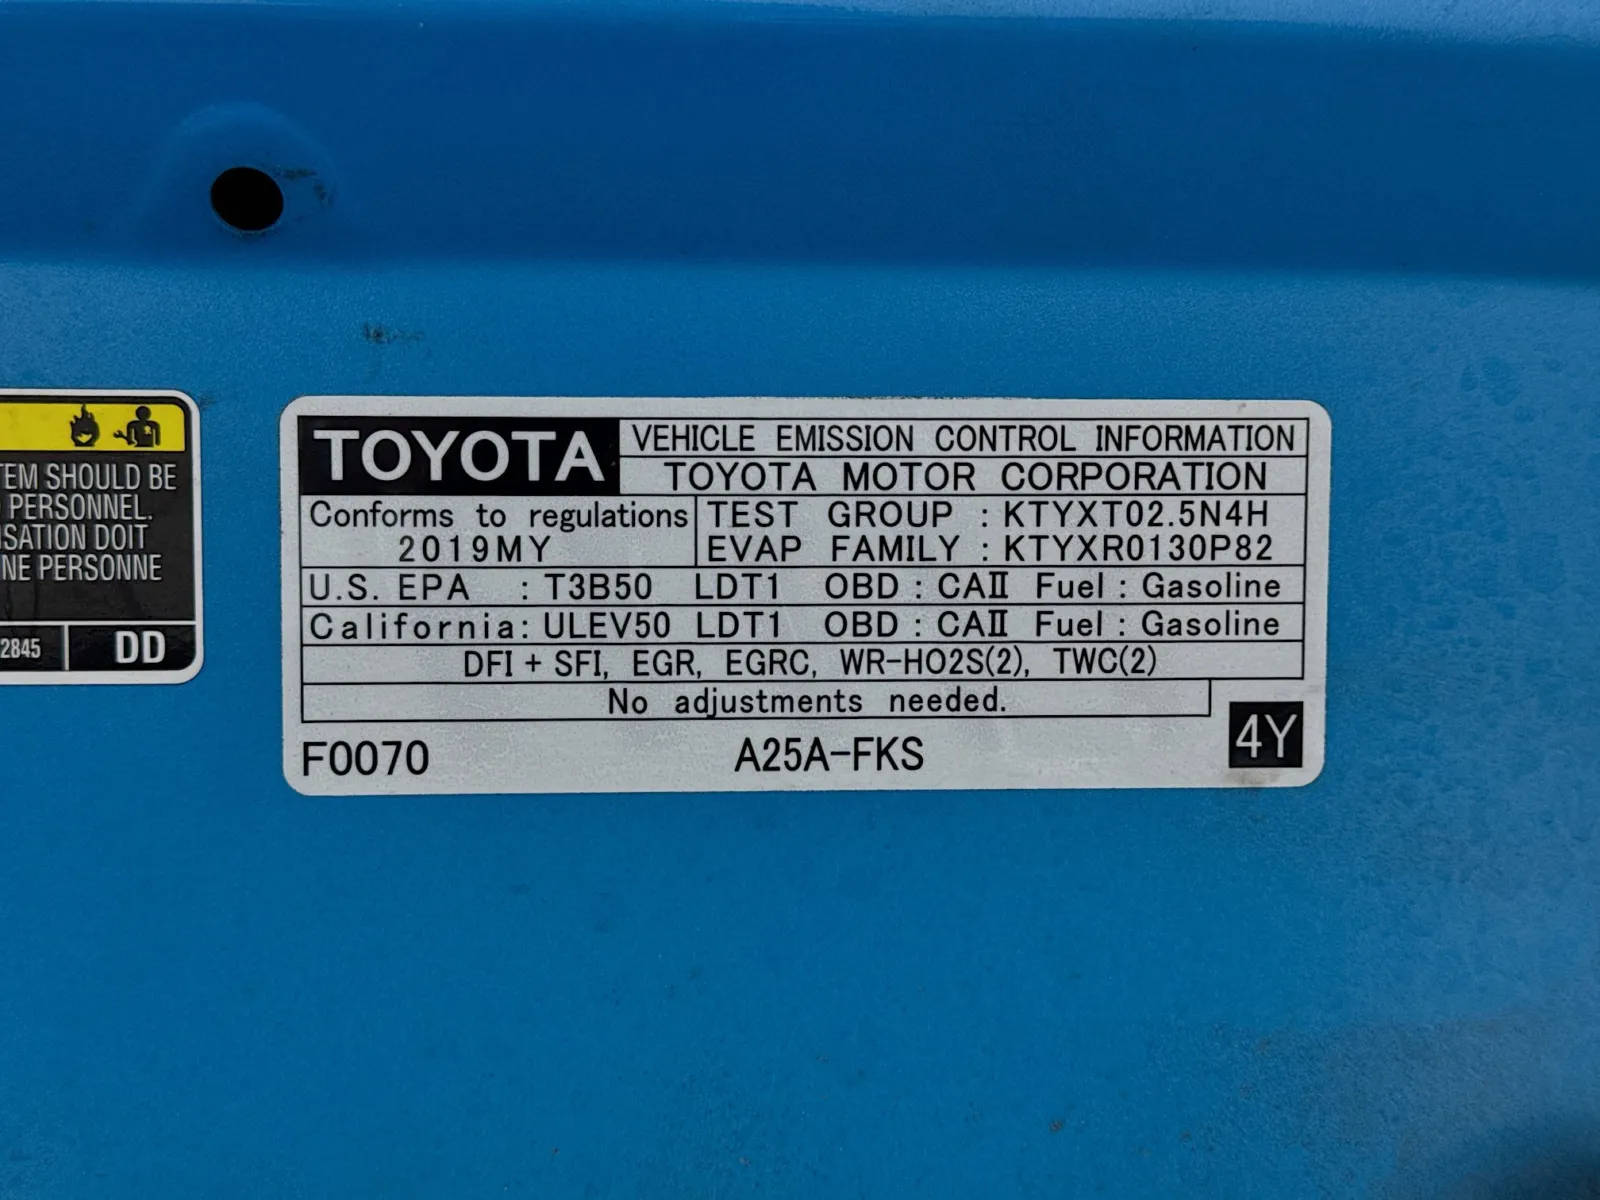 TEM SHOULD BE
PERSONNEL.
ISATION DOIT
NE PERSONNE
2845 DD
TOYOTA VEHICLE EMISSION CONTROL INFORMATION
TOYOTA MOTOR CORPORATION
Conforms to regulations TEST GROUP : KTYXT02.5N4H
2019MY EVAP FAMILY : KTYXR0130P82
U.S. EPA : T3B50 LDT1 OBD : CAⅡ Fuel : Gasoline
California: ULEV50 LDT1 OBD : CAⅡ Fuel : Gasoline
DFI + SFI, EGR, EGRC, WR-HO2S(2), TWC(2)
No adjustments needed.
F0070 A25A-FKS 4Y